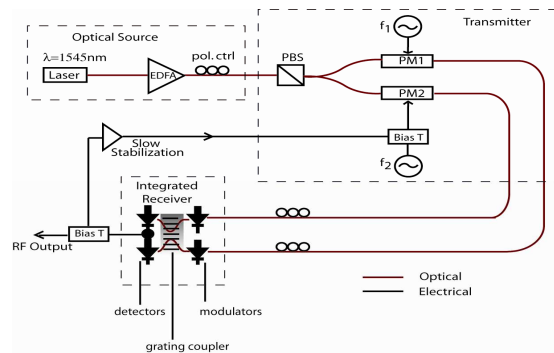 Optical Source
λ=1545nm
Laser
EDFA
pol. ctrl
Transmitter
f1
PBS
PM1
PM2
Slow
Stabilization
Bias T
f2
Integrated
Receiver
Bias T
RF Output
Optical
Electrical
detectors
modulators
grating coupler